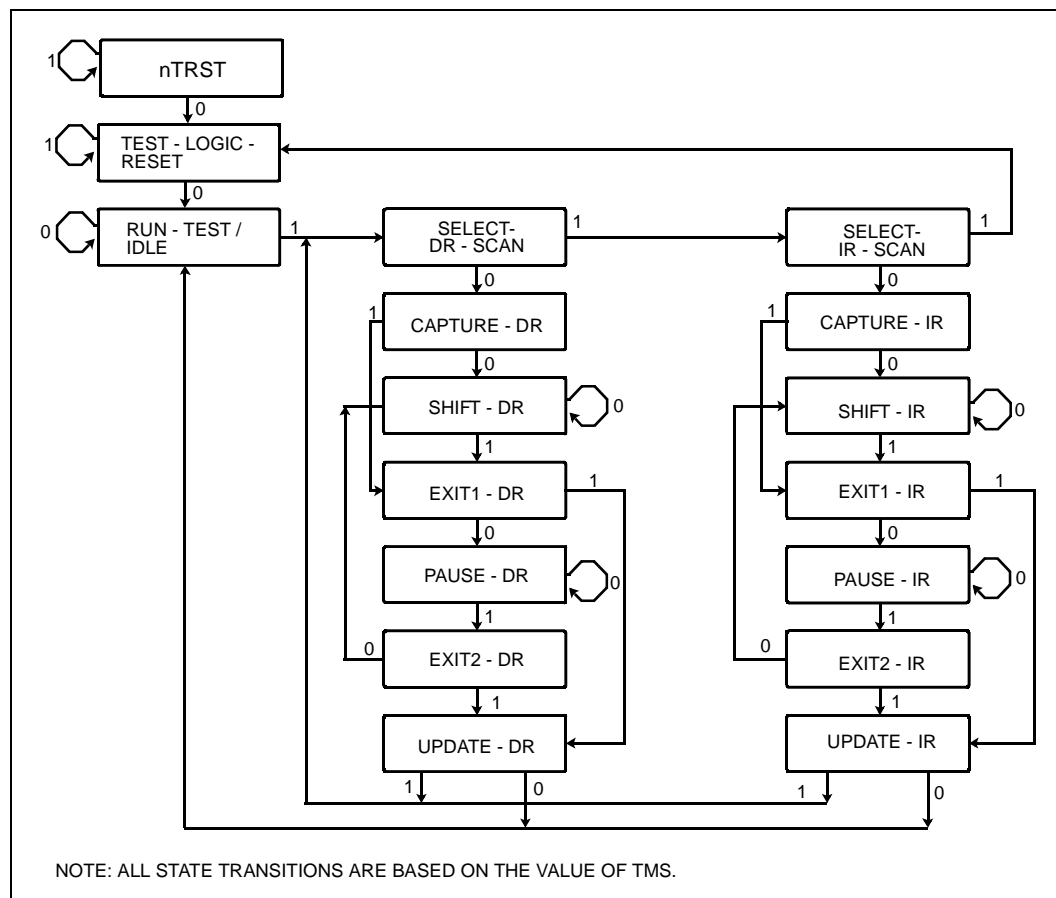 1
nTRST
0
1
TEST - LOGIC -
RESET
0
0
RUN - TEST /
IDLE
1
SELECT-
DR - SCAN
1
SELECT-
IR - SCAN
1
0
0
1
CAPTURE - DR
1
CAPTURE - IR
0
0
SHIFT - DR
0
SHIFT - IR
0
1
1
EXIT1 - DR
1
EXIT1 - IR
1
0
0
PAUSE - DR
0
PAUSE - IR
0
1
1
0
EXIT2 - DR
0
EXIT2 - IR
1
1
UPDATE - DR
UPDATE - IR
1
0
1
0
NOTE: ALL STATE TRANSITIONS ARE BASED ON THE VALUE OF TMS.